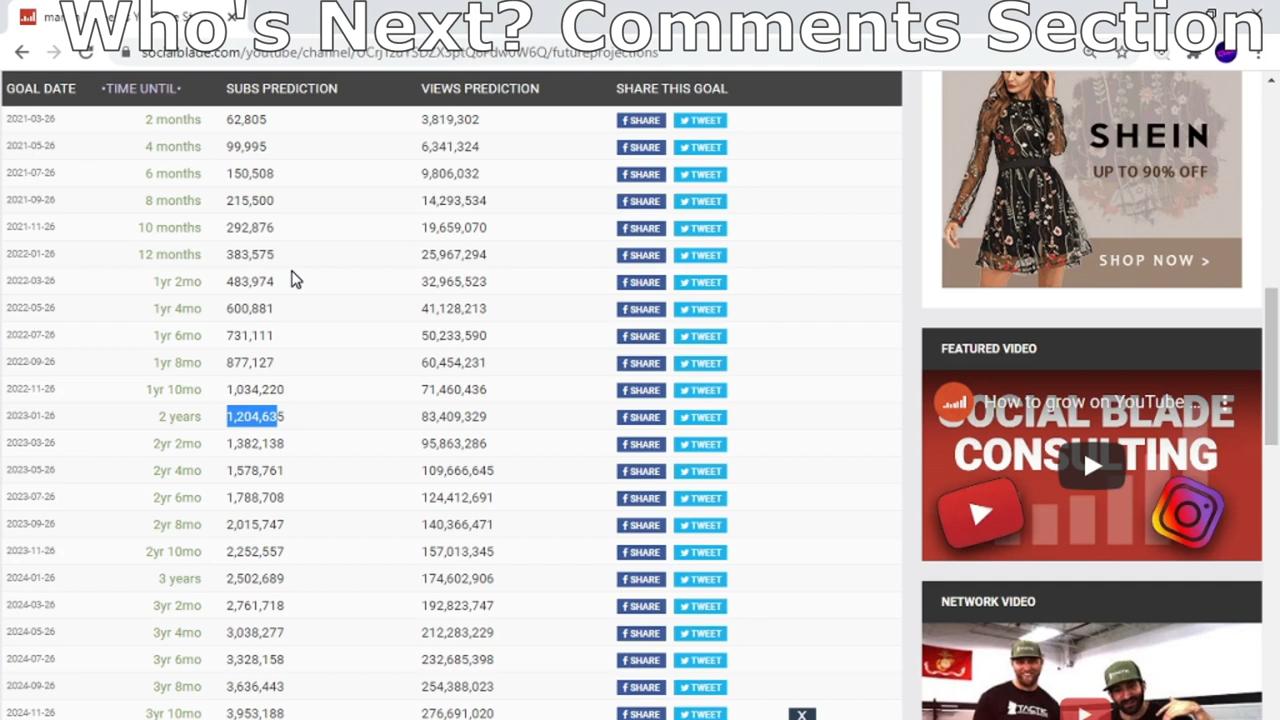 Who's Next? Comments Section
socialblade.com/youtube/channel/
/futureprojections
GOAL DATE •TIME UNTIL• SUBS PREDICTION VIEWS PREDICTION SHARE THIS GOAL
2021-03-26 2 months 62,805 3,819,302 SHARE TWEET
2021-05-26 4 months 99,995 6,341,324 SHARE TWEET
2021-07-26 6 months 150,508 9,806,032 SHARE TWEET
2021-09-26 8 months 215,500 14,293,534 SHARE TWEET
2021-11-26 10 months 292,876 19,659,070 SHARE TWEET
2022-01-26 12 months 383,575 25,967,294 SHARE TWEET
2022-03-26 1yr 2mo 483,974 32,965,523 SHARE TWEET
2022-05-26 1yr 4mo 600,881 41,128,213 SHARE TWEET
2022-07-26 1yr 6mo 731,111 50,233,590 SHARE TWEET
2022-09-26 1yr 8mo 877,127 60,454,231 SHARE TWEET
2022-11-26 1yr 10mo 1,034,220 71,460,436 SHARE TWEET
2023-01-26 2 years 1,204,635 83,409,329 SHARE TWEET
2023-03-26 2yr 2mo 1,382,138 95,863,286 SHARE TWEET
2023-05-26 2yr 4mo 1,578,761 109,666,645 SHARE TWEET
2023-07-26 2yr 6mo 1,788,708 124,412,691 SHARE TWEET
2023-09-26 2yr 8mo 2,015,747 140,366,471 SHARE TWEET
2023-11-26 2yr 10mo 2,252,557 157,013,345 SHARE TWEET
2024-01-26 3 years 2,502,689 174,602,906 SHARE TWEET
2024-03-26 3yr 2mo 2,761,718 192,823,747 SHARE TWEET
2024-05-26 3yr 4mo 3,038,277 212,283,229 SHARE TWEET
2024-07-26 3yr 6mo 3,328,158 232,685,398 SHARE TWEET
2024-09-26 3yr 8mo 3,636,443 254,388,023 SHARE TWEET
2024-11-26 3yr 10mo 3,953,188 276,691,020 SHARE TWEET
X
SHEIN
UP TO 90% OFF
SHOP NOW >
FEATURED VIDEO
How to grow on YouTube ...
SOCIAL BLADE
CONSULTING
NETWORK VIDEO
TACTIC